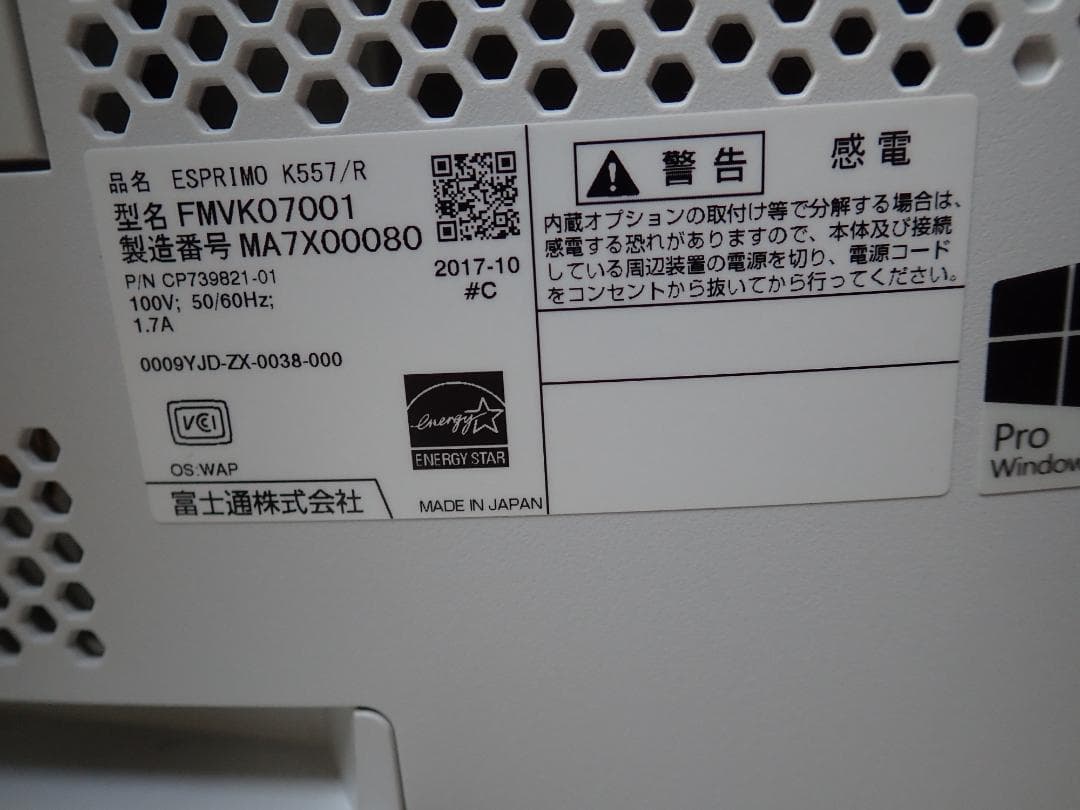 品名 ESPRIMO K557/R
型名 FMVK07001
製造番号 MA7X00080
P/N CP739821-01
100V; 50/60Hz;
1.7A
2017-10
#C
0009YJD-ZX-0038-000
VCI
energy
ENERGY STAR
OS:WAP
富士通株式会社
MADE IN JAPAN
警告 感電
内蔵オプションの取付け等で分解する場合は、
感電する恐れがありますので、本体及び接続
している周辺装置の電源を切り、電源コード
をコンセントから抜いてから行ってください。
Pro